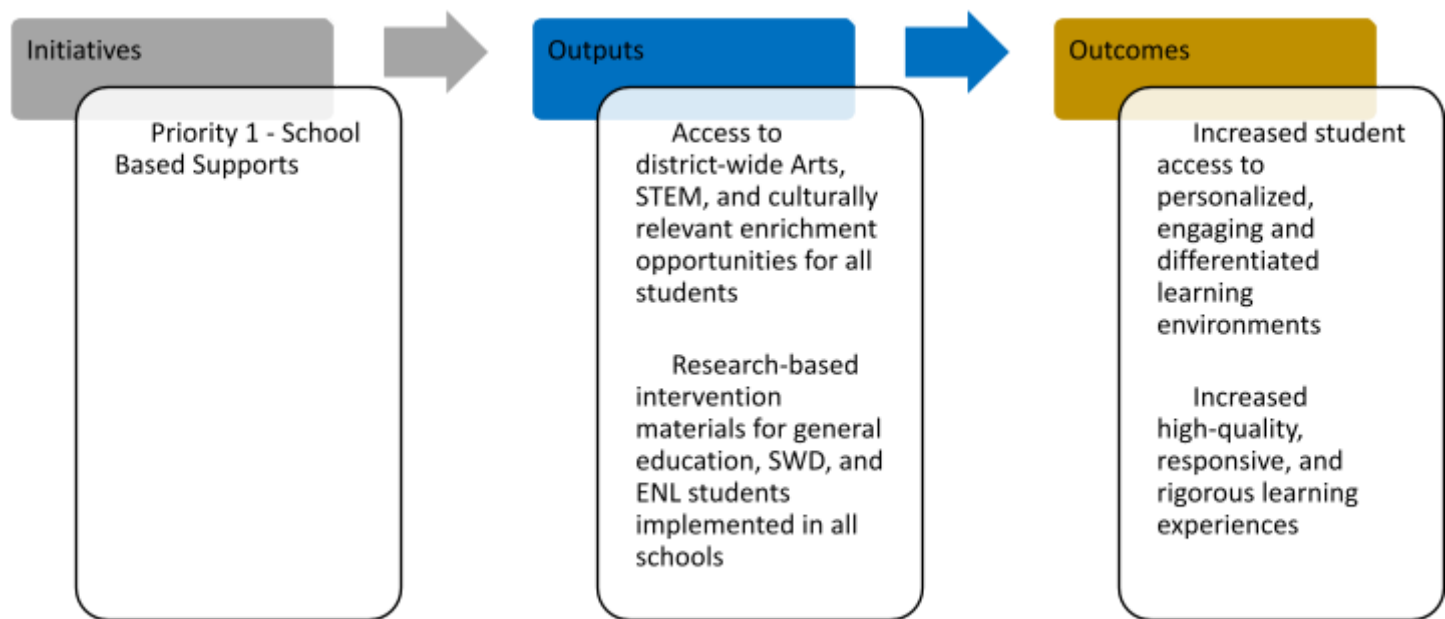 Initiatives
Priority 1 - School
Based Supports
Outputs
Access to
district-wide Arts,
STEM, and culturally
relevant enrichment
opportunities for all
students
Research-based
intervention
materials for general
education, SWD, and
ENL students
implemented in all
schools
Outcomes
Increased student
access to
personalized,
engaging and
differentiated
learning
environments
Increased
high-quality,
responsive, and
rigorous learning
experiences